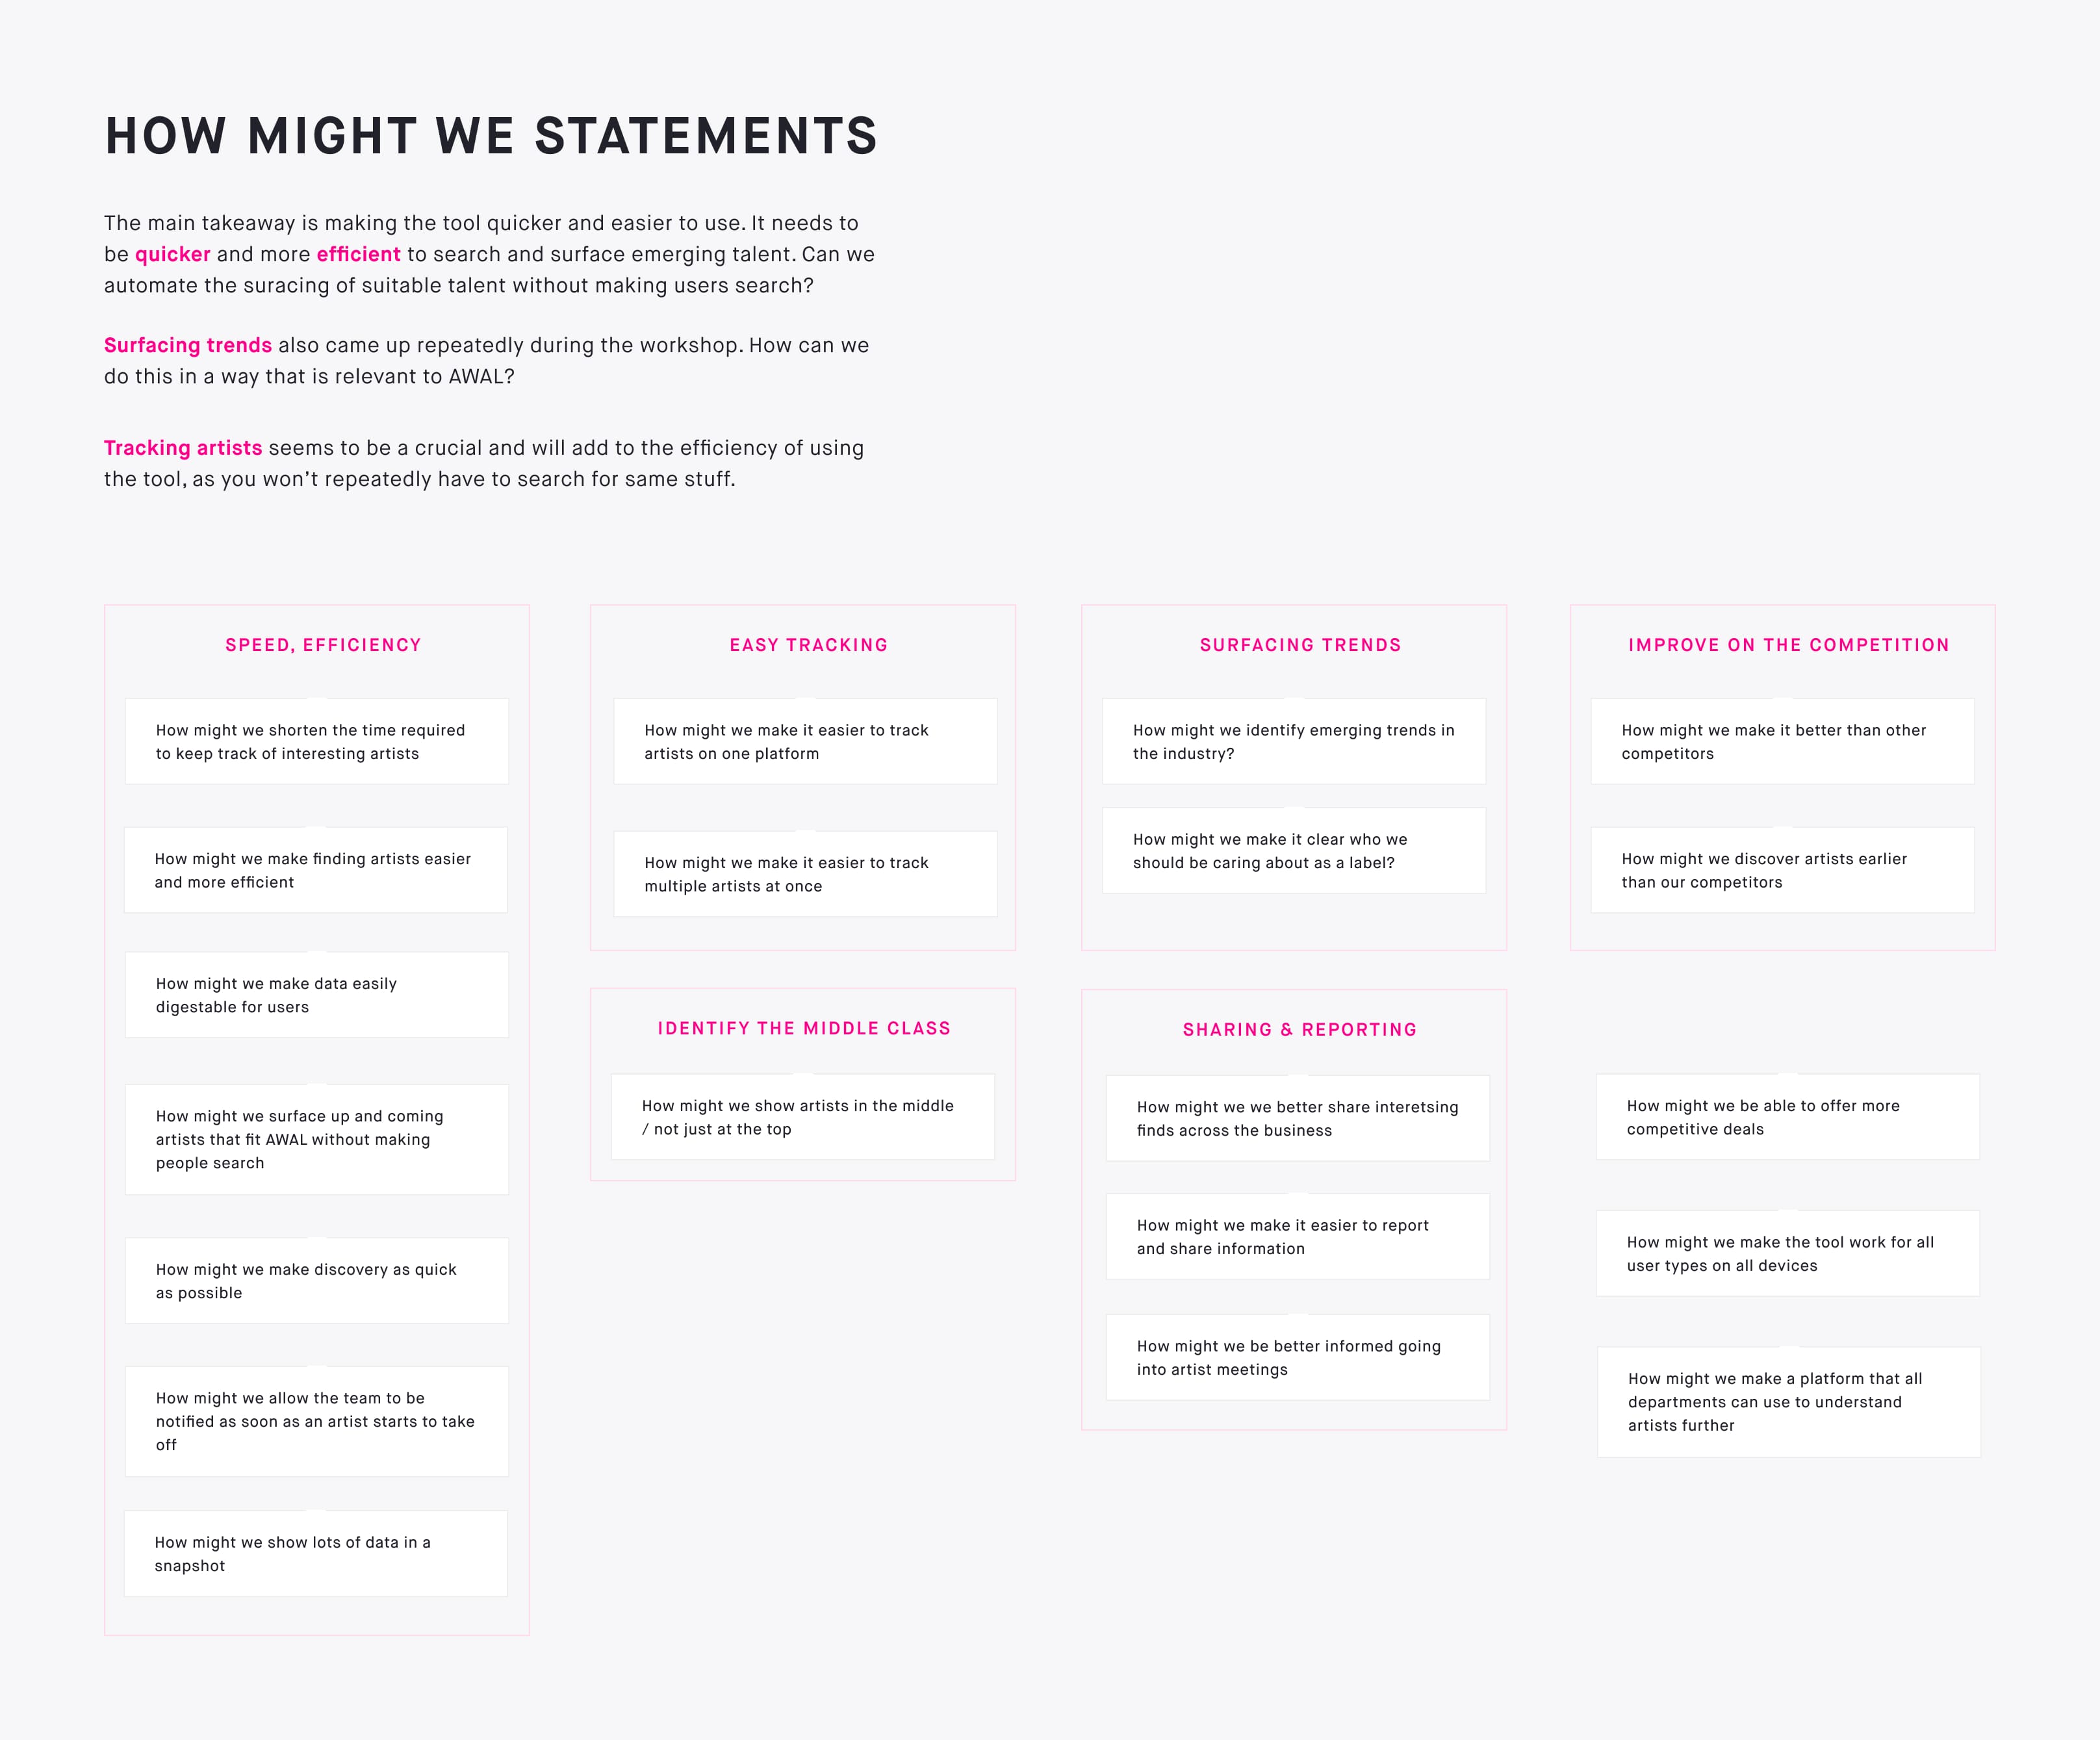 HOW MIGHT WE STATEMENTS
The main takeaway is making the tool quicker and easier to use. It needs to
be quicker and more efficient to search and surface emerging talent. Can we
automate the suracing of suitable talent without making users search?
Surfacing trends also came up repeatedly during the workshop. How can we
do this in a way that is relevant to AWAL?
Tracking artists seems to be a crucial and will add to the efficiency of using
the tool, as you won’t repeatedly have to search for same stuff.
SPEED, EFFICIENCY
How might we shorten the time required
to keep track of interesting artists
How might we make finding artists easier
and more efficient
How might we make data easily
digestable for users
How might we surface up and coming
artists that fit AWAL without making
people search
How might we make discovery as quick
as possible
How might we allow the team to be
notified as soon as an artist starts to take
off
How might we show lots of data in a
snapshot
EASY TRACKING
How might we make it easier to track
artists on one platform
How might we make it easier to track
multiple artists at once
IDENTIFY THE MIDDLE CLASS
How might we show artists in the middle
/ not just at the top
SURFACING TRENDS
How might we identify emerging trends in
the industry?
How might we make it clear who we
should be caring about as a label?
SHARING & REPORTING
How might we we better share interetsing
finds across the business
How might we make it easier to report
and share information
How might we be better informed going
into artist meetings
IMPROVE ON THE COMPETITION
How might we make it better than other
competitors
How might we discover artists earlier
than our competitors
How might we be able to offer more
competitive deals
How might we make the tool work for all
user types on all devices
How might we make a platform that all
departments can use to understand
artists further